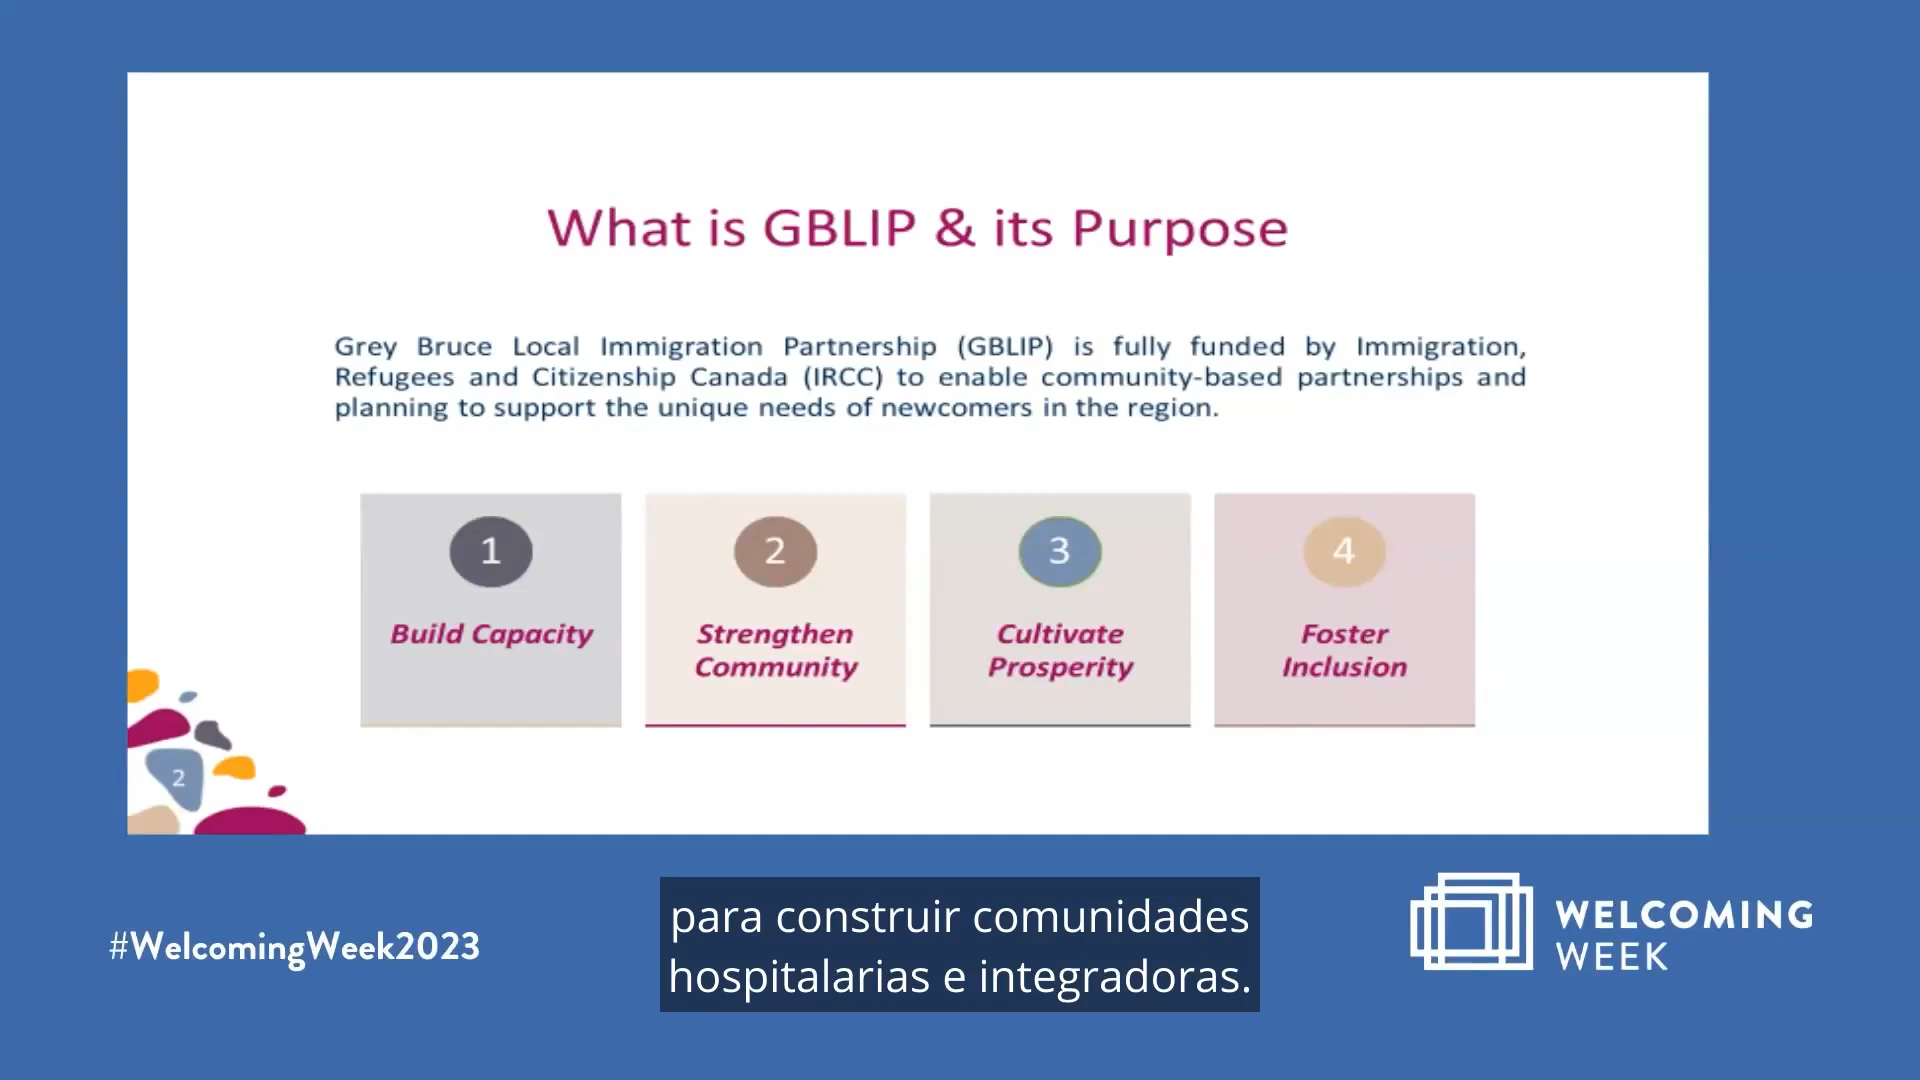 What is GBLIP & its Purpose
Grey Bruce Local Immigration Partnership (GBLIP) is fully funded by Immigration,
Refugees and Citizenship Canada (IRCC) to enable community-based partnerships and
planning to support the unique needs of newcomers in the region.
1
Build Capacity
2
Strengthen
Community
3
Cultivate
Prosperity
4
Foster
Inclusion
2
#WelcomingWeek2023
para construir comunidades
hospitalarias e integradoras.
WELCOMING
WEEK